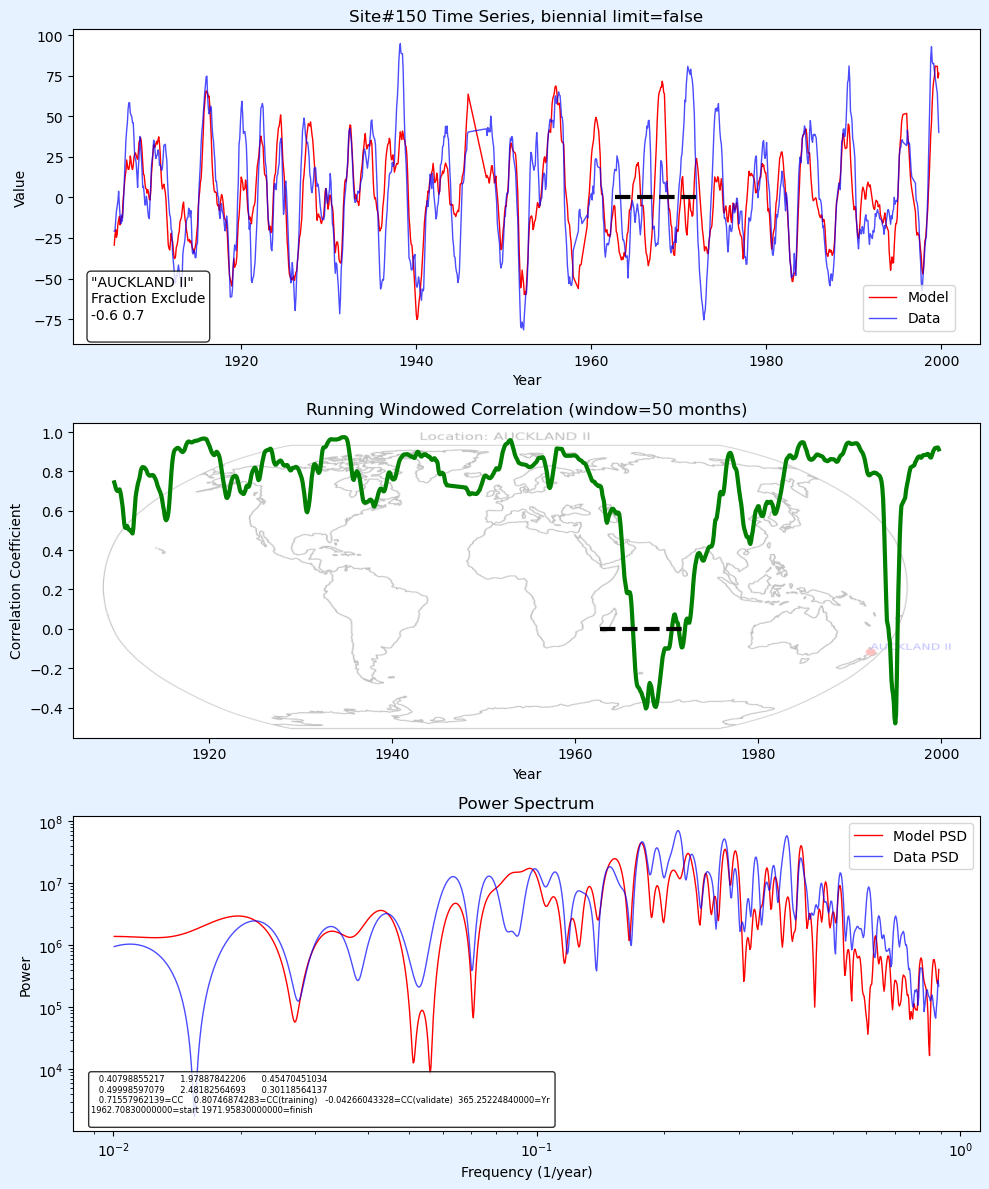 Site#150 Time Series, biennial limit=false
100
75
50
25
0
−25
−50
−75
Value
"AUCKLAND II"
Fraction Exclude
-0.6 0.7
Model
Data
1920
1940
1960
1980
2000
Year
Running Windowed Correlation (window=50 months)
Location: AUCKLAND II
1.0
0.8
0.6
0.4
0.2
0.0
−0.2
−0.4
Correlation Coefficient
AUCKLAND II
1920
1940
1960
1980
2000
Year
Power Spectrum
10^8
10^7
10^6
10^5
10^4
Power
Model PSD
Data PSD
0.40798855217 1.97887842206 0.45470451034
0.49998597079 2.48182564693 0.30118564137
0.71557962139=CC 0.80746874283=CC(training) -0.04266043328=CC(validate) 365.25224840000=Yr
1962.70830000000=start 1971.95830000000=finish
10^−2
10^−1
10^0
Frequency (1/year)